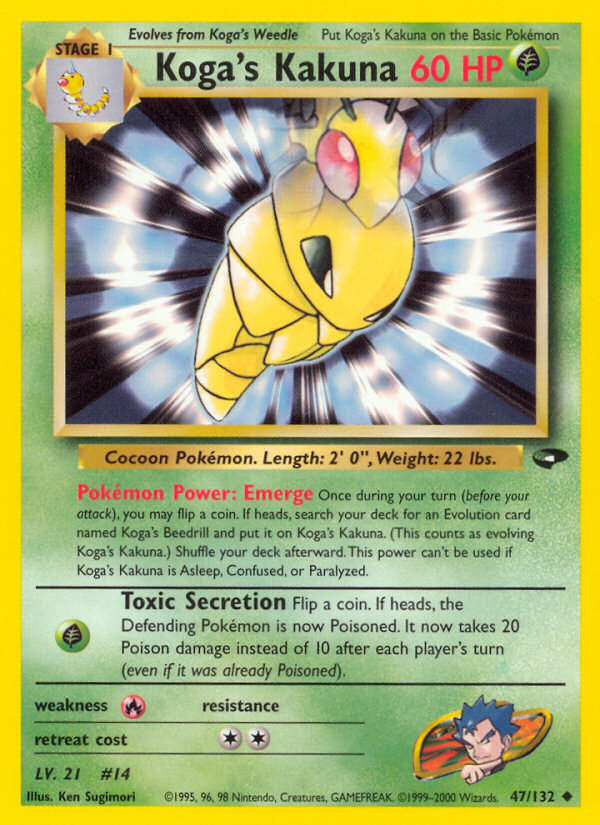 Evolves from Koga's Weedle Put Koga's Kakuna on the Basic Pokémon
STAGE 1
Koga's Kakuna 60 HP
Cocoon Pokémon. Length: 2' 0", Weight: 22 lbs.
Pokémon Power: Emerge Once during your turn (before your
attack), you may flip a coin. If heads, search your deck for an Evolution card
named Koga's Beedrill and put it on Koga's Kakuna. (This counts as evolving
Koga's Kakuna.) Shuffle your deck afterward. This power can't be used if
Koga's Kakuna is Asleep, Confused, or Paralyzed.
Toxic Secretion Flip a coin. If heads, the
Defending Pokémon is now Poisoned. It now takes 20
Poison damage instead of 10 after each player's turn
(even if it was already Poisoned).
weakness resistance
retreat cost
LV. 21 #14
Illus. Ken Sugimori ©1995, 96, 98 Nintendo, Creatures, GAMEFREAK. ©1999-2000 Wizards. 47/132